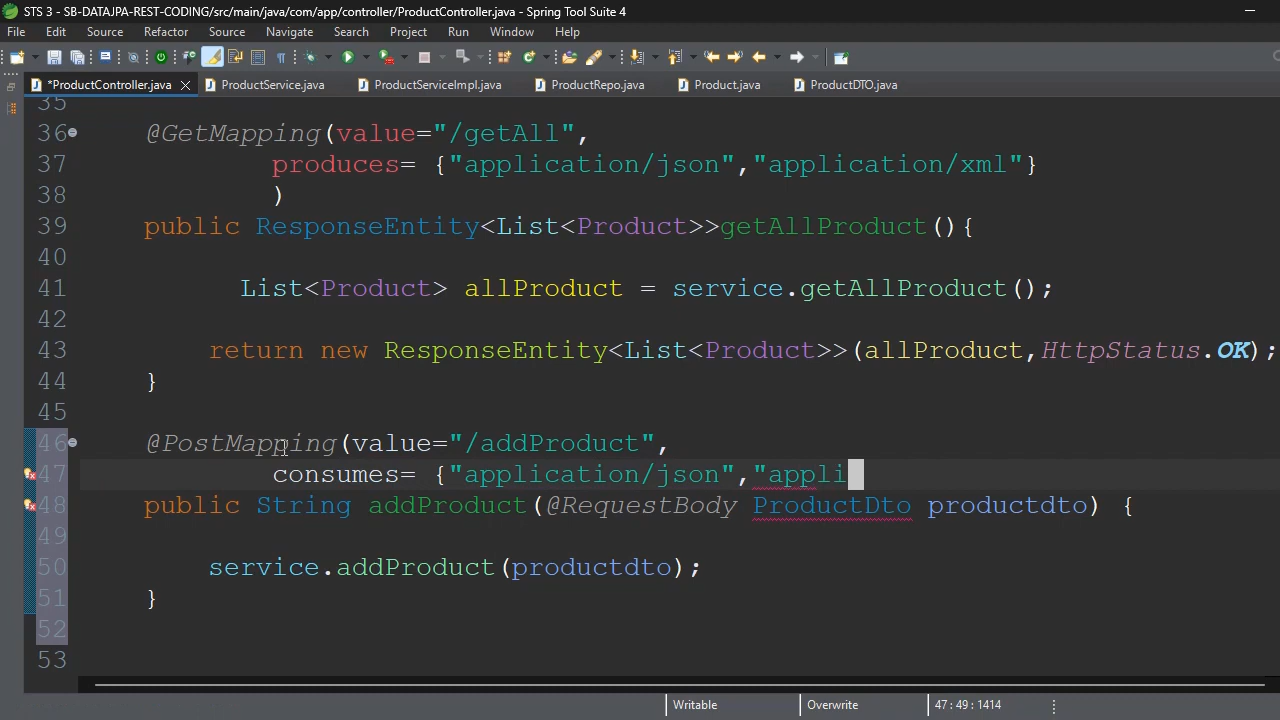 STS 3 - SB-DATAJPA-REST-CODING/src/main/java/com/app/controller/ProductController.java - Spring Tool Suite 4
File Edit Source Refactor Source Navigate Search Project Run Window Help
*ProductController.java ProductService.java ProductServiceImpl.java ProductRepo.java Product.java ProductDTO.java
35
36 @GetMapping(value="/getAll",
37 produces= {"application/json","application/xml"}
38 )
39 public ResponseEntity<List<Product>>getAllProduct(){
40
41 List<Product> allProduct = service.getAllProduct();
42
43 return new ResponseEntity<List<Product>>(allProduct,HttpStatus.OK);
44 }
45
46 @PostMapping(value="/addProduct",
47 consumes= {"application/json","appli
48 public String addProduct(@RequestBody ProductDto productdto) {
49
50 service.addProduct(productdto);
51 }
52
53
Writable Overwrite 47 : 49 : 1414